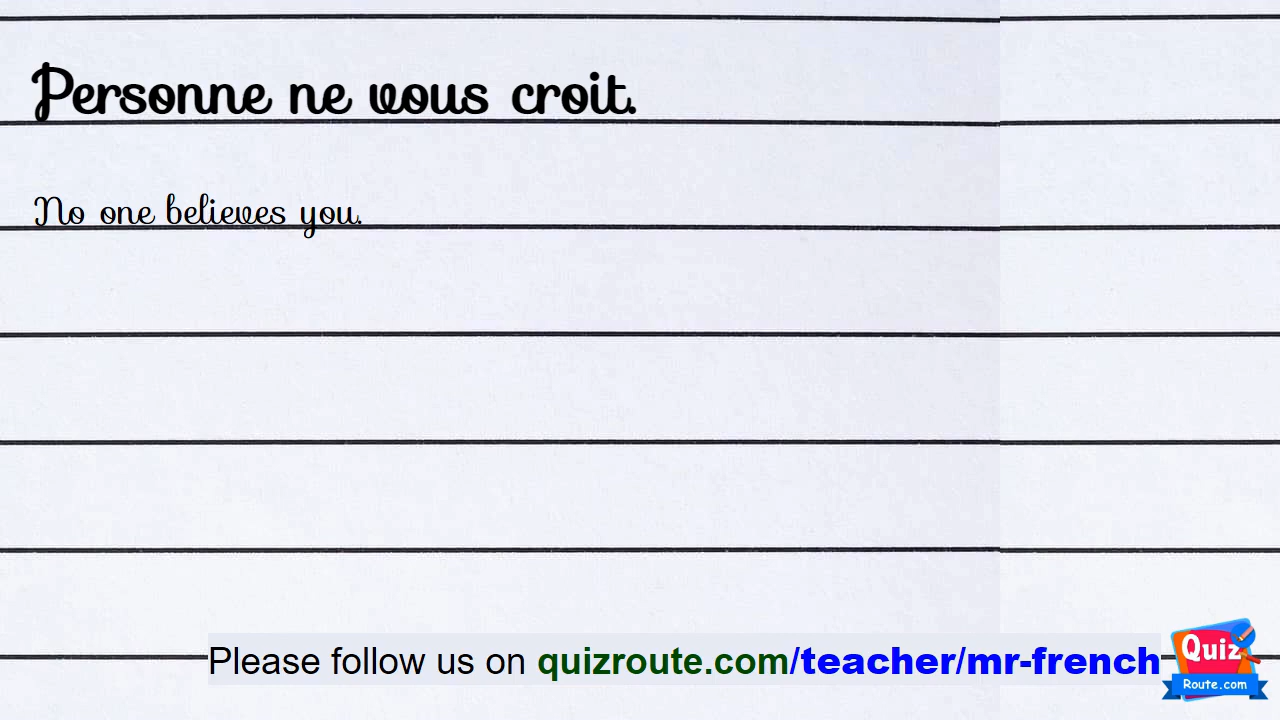 Personne ne vous croit.
No one believes you.
Please follow us on quizroute.com/teacher/mr-french
Quiz
Route.com